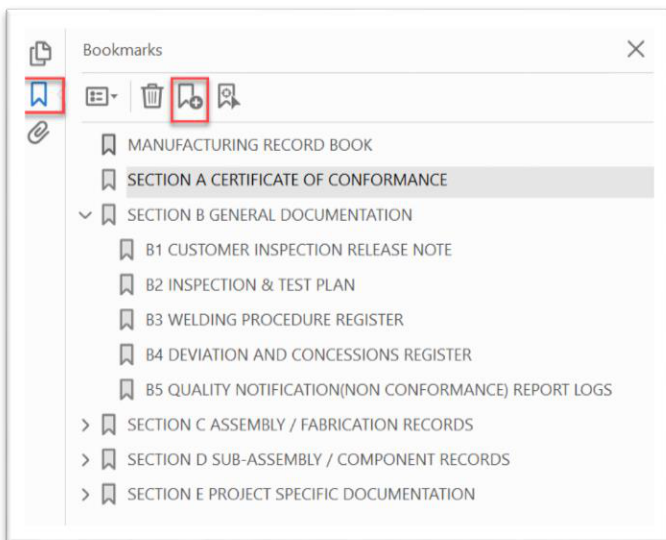 Bookmarks
MANUFACTURING RECORD BOOK
SECTION A CERTIFICATE OF CONFORMANCE
SECTION B GENERAL DOCUMENTATION
B1 CUSTOMER INSPECTION RELEASE NOTE
B2 INSPECTION & TEST PLAN
B3 WELDING PROCEDURE REGISTER
B4 DEVIATION AND CONCESSIONS REGISTER
B5 QUALITY NOTIFICATION(NON CONFORMANCE) REPORT LOGS
SECTION C ASSEMBLY / FABRICATION RECORDS
SECTION D SUB-ASSEMBLY / COMPONENT RECORDS
SECTION E PROJECT SPECIFIC DOCUMENTATION